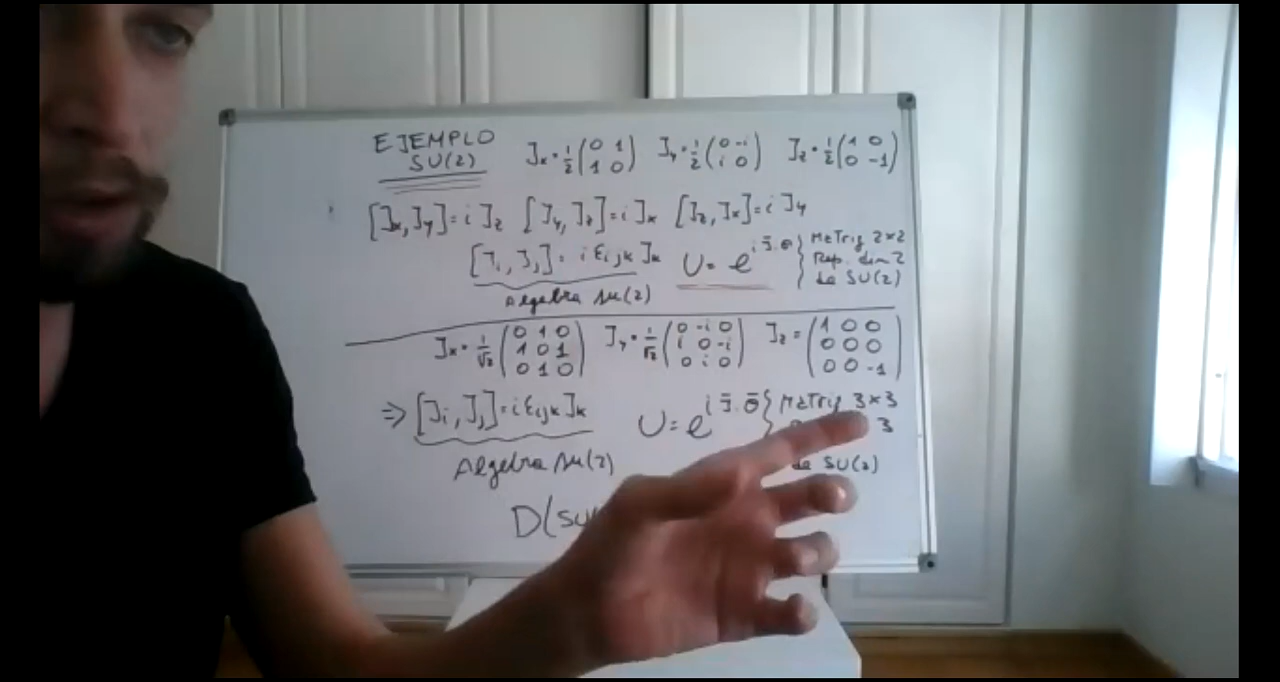 EJEMPLO
SU(2)
Jx = 1/2 (0 1; 1 0) Jy = 1/2 (0 -i; i 0) Jz = 1/2 (1 0; 0 -1)
[Jx, Jy] = i Jz [Jy, Jz] = i Jx [Jz, Jx] = i Jy
[Ji, Jj] = i εijk Jk
Algebra su(2)
U = e^{i J̄·θ} } Matriz 2×2
Rep. dim 2
de SU(2)
Jx = 1/√2 (0 1 0; 1 0 1; 0 1 0) Jy = 1/√2 (0 -i 0; i 0 -i; 0 i 0) Jz = (1 0 0; 0 0 0; 0 0 -1)
⇒ [Ji, Jj] = i εijk Jk
Algebra su(2)
U = e^{i J̄·θ̄} { Matriz 3×3
3
de SU(2)
D(SU